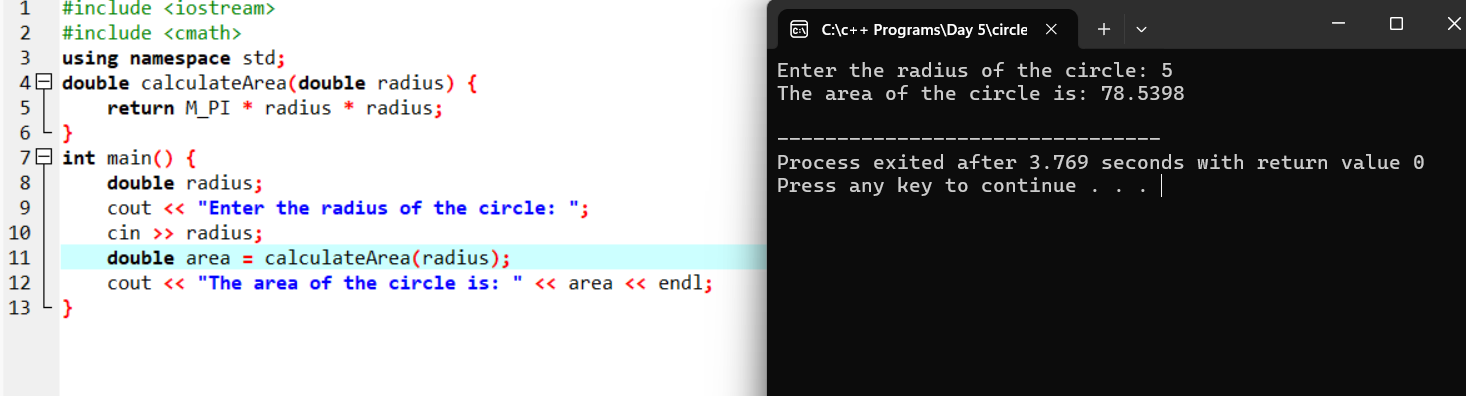 1 #include <iostream>
2 #include <cmath>
3 using namespace std;
4 double calculateArea(double radius) {
5     return M_PI * radius * radius;
6 }
7 int main() {
8     double radius;
9     cout << "Enter the radius of the circle: ";
10     cin >> radius;
11     double area = calculateArea(radius);
12     cout << "The area of the circle is: " << area << endl;
13 }
C:\c++ Programs\Day 5\circle
Enter the radius of the circle: 5
The area of the circle is: 78.5398
--------------------------------
Process exited after 3.769 seconds with return value 0
Press any key to continue . . .